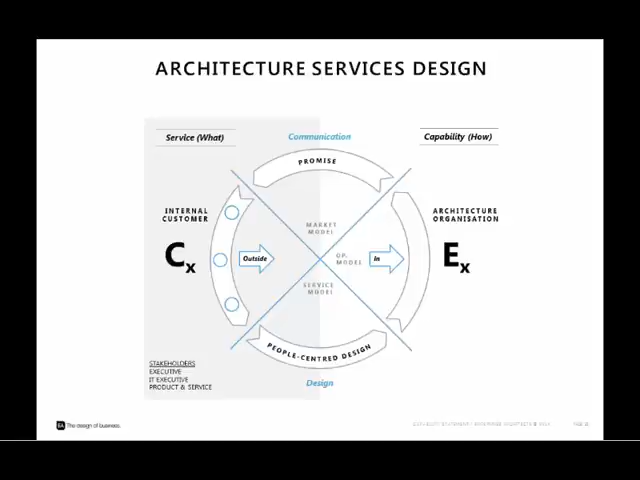 ARCHITECTURE SERVICES DESIGN
Service (What)
Communication
Capability (How)
PROMISE
INTERNAL
CUSTOMER
ARCHITECTURE
ORGANISATION
MARKET
MODEL
Cx
Outside
OP.
MODEL
In
Ex
SERVICE
MODEL
PEOPLE-CENTRED DESIGN
STAKEHOLDERS
EXECUTIVE
IT EXECUTIVE
PRODUCT & SERVICE
Design
EA The design of business.